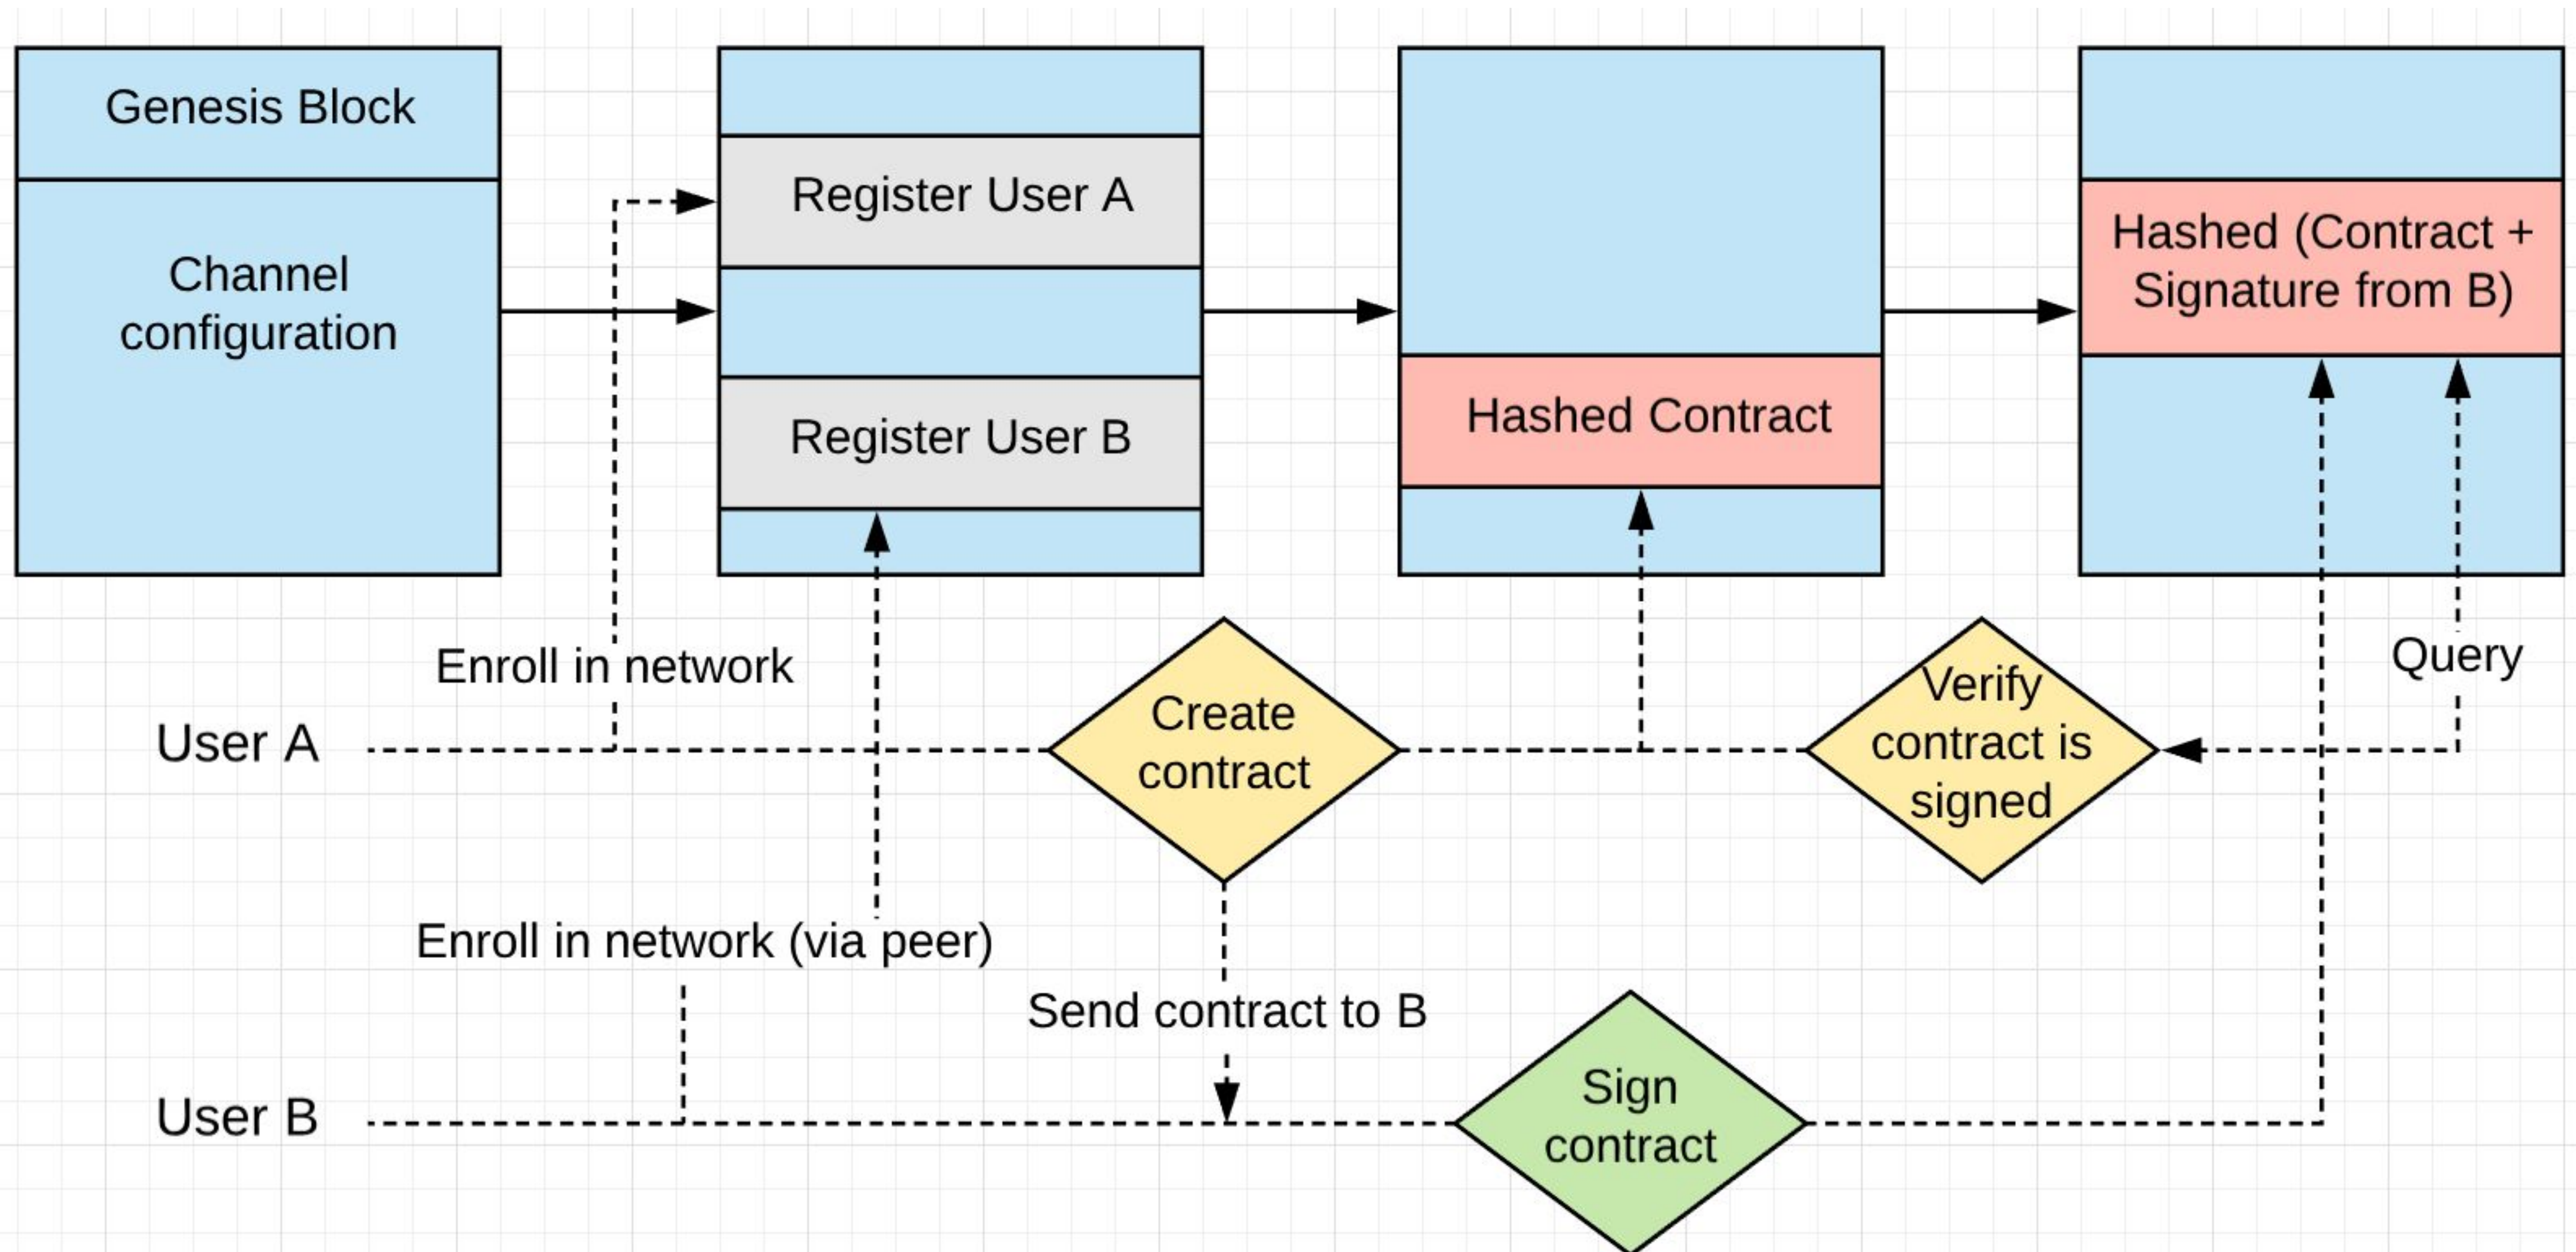 Genesis Block
Channel
configuration
Register User A
Register User B
Hashed Contract
Hashed (Contract +
Signature from B)
Enroll in network
Query
User A
Create
contract
Verify
contract is
signed
Enroll in network (via peer)
Send contract to B
User B
Sign
contract